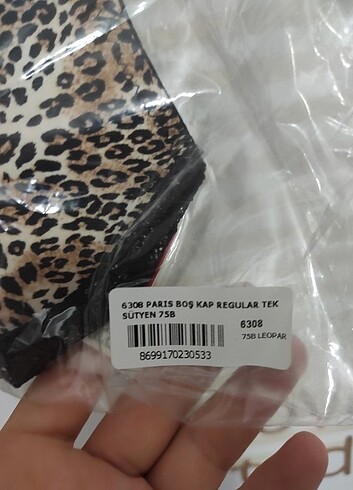 6308 PARIS BOŞ KAP REGULAR TEK
SÜTYEN 75B
6308
75B LEOPAR
8699170230533